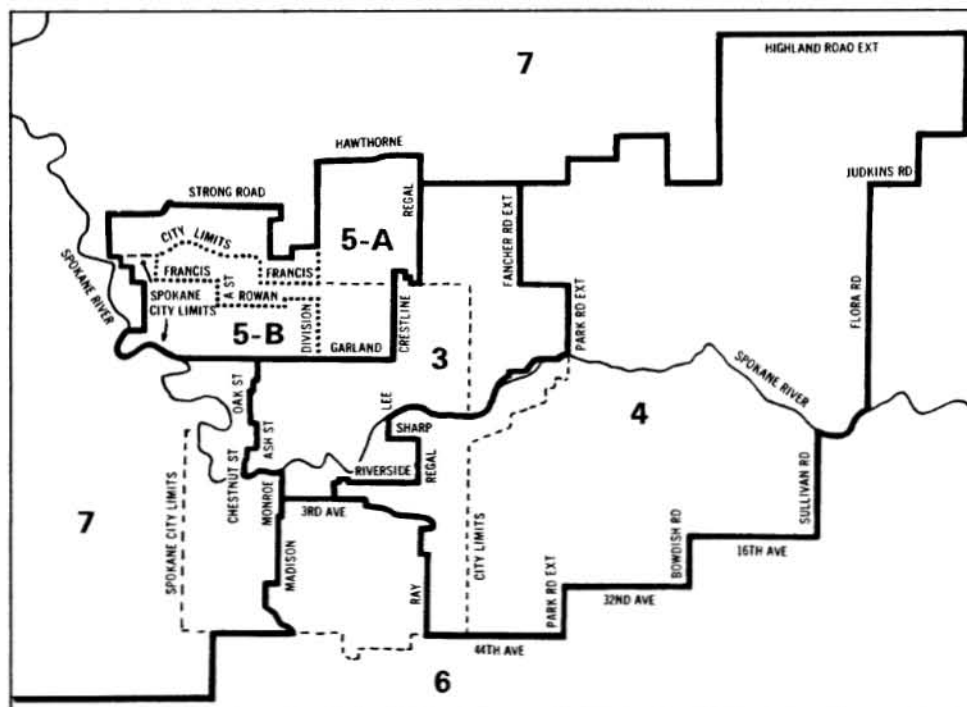 7
HIGHLAND ROAD EXT
HAWTHORNE
STRONG ROAD
REGAL
JUDKINS RD
CITY LIMITS
5-A
FANCHER RD EXT
SPOKANE RIVER
FRANCIS
A ST
FRANCIS
SPOKANE
CITY LIMITS
ROWAN
DIVISION
CRESTLINE
PARK RD EXT
FLORA RD
5-B
GARLAND
3
SPOKANE RIVER
4
OAK ST
LEE
SHARP
ASH ST
CHESTNUT ST
RIVERSIDE
REGAL
SULLIVAN RD
7
SPOKANE CITY LIMITS
MONROE
3RD AVE
CITY LIMITS
BOWDISH RD
16TH AVE
MADISON
RAY
PARK RD EXT
32ND AVE
44TH AVE
6